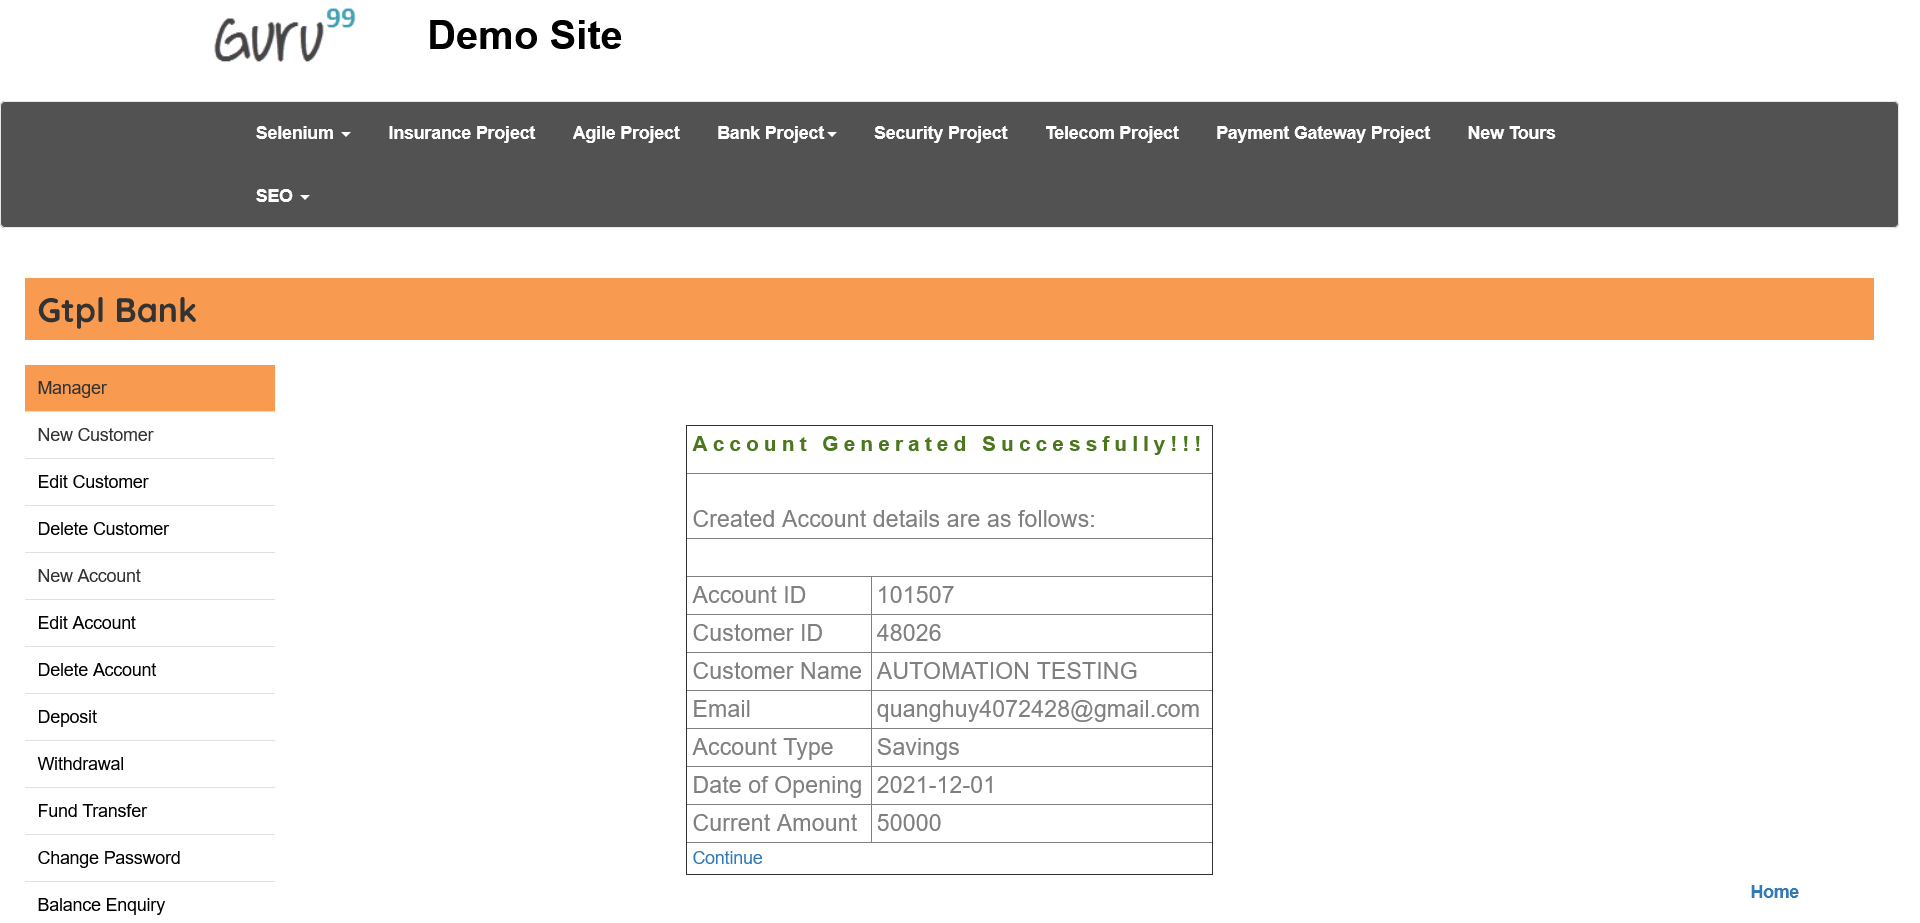 Guru99 Demo Site
Selenium Insurance Project Agile Project Bank Project Security Project Telecom Project Payment Gateway Project New Tours
SEO
Gtpl Bank
Manager
New Customer
Edit Customer
Delete Customer
New Account
Edit Account
Delete Account
Deposit
Withdrawal
Fund Transfer
Change Password
Balance Enquiry
Account Generated Successfully!!!
Created Account details are as follows:
Account ID 101507
Customer ID 48026
Customer Name AUTOMATION TESTING
Email quanghuy4072428@gmail.com
Account Type Savings
Date of Opening 2021-12-01
Current Amount 50000
Continue
Home